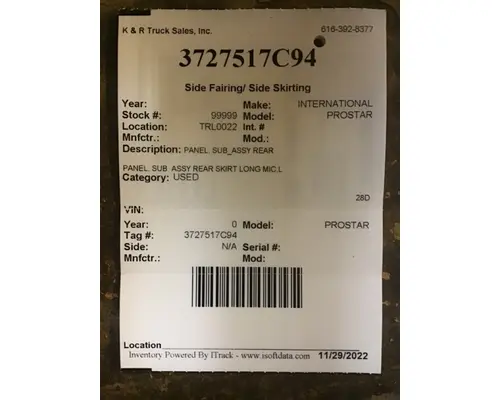 K & R Truck Sales, Inc. 616-392-8377
3727517C94
Side Fairing/ Side Skirting
Year: Make: INTERNATIONAL
Stock #: 99999 Model: PROSTAR
Location: TRL0022 Int. #
Mnfctr.: Mod.:
Description: PANEL SUB_ASSY REAR
PANEL. SUB ASSY REAR SKIRT LONG MIC.L
Category: USED
28D
VIN:
Year: 0 Model: PROSTAR
Tag #: 3727517C94
Side: N/A Serial #:
Mnfctr.: Mod:
Location
Inventory Powered By ITrack - www.isoftdata.com 11/29/2022